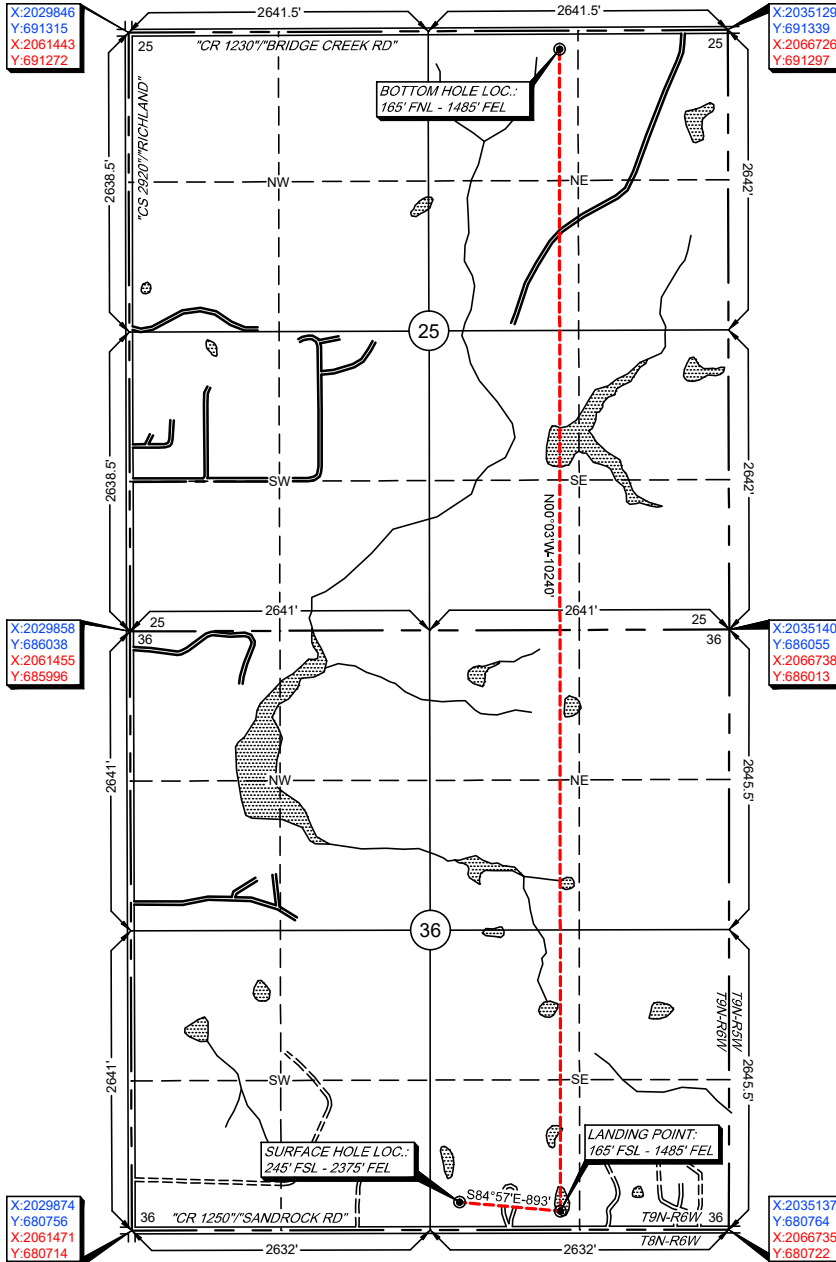 X:2029846
Y:691315
X:2061443
Y:691272
2641.5'
2641.5'
X:2035129
Y:691339
X:2066726
Y:691297
25
"CR 1230"/"BRIDGE CREEK RD"
25
BOTTOM HOLE LOC.:
165' FNL - 1485' FEL
"CS 2920"/"RICHLAND"
2638.5'
NW
NE
2642'
25
2638.5'
SW
SE
2642'
N00°03'W-10240'
X:2029858
Y:686038
X:2061455
Y:685996
25
36
2641'
2641'
25
36
X:2035140
Y:686055
X:2066738
Y:686013
2641'
NW
NE
2645.5'
36
T9N-R5W
T9N-R6W
2641'
SW
SE
2645.5'
SURFACE HOLE LOC.:
245' FSL - 2375' FEL
LANDING POINT:
165' FSL - 1485' FEL
S84°57'E-893'
X:2029874
Y:680756
X:2061471
Y:680714
36
"CR 1250"/"SANDROCK RD"
T9N-R6W
36
T8N-R6W
2632'
2632'
X:2035137
Y:680764
X:2066735
Y:680722